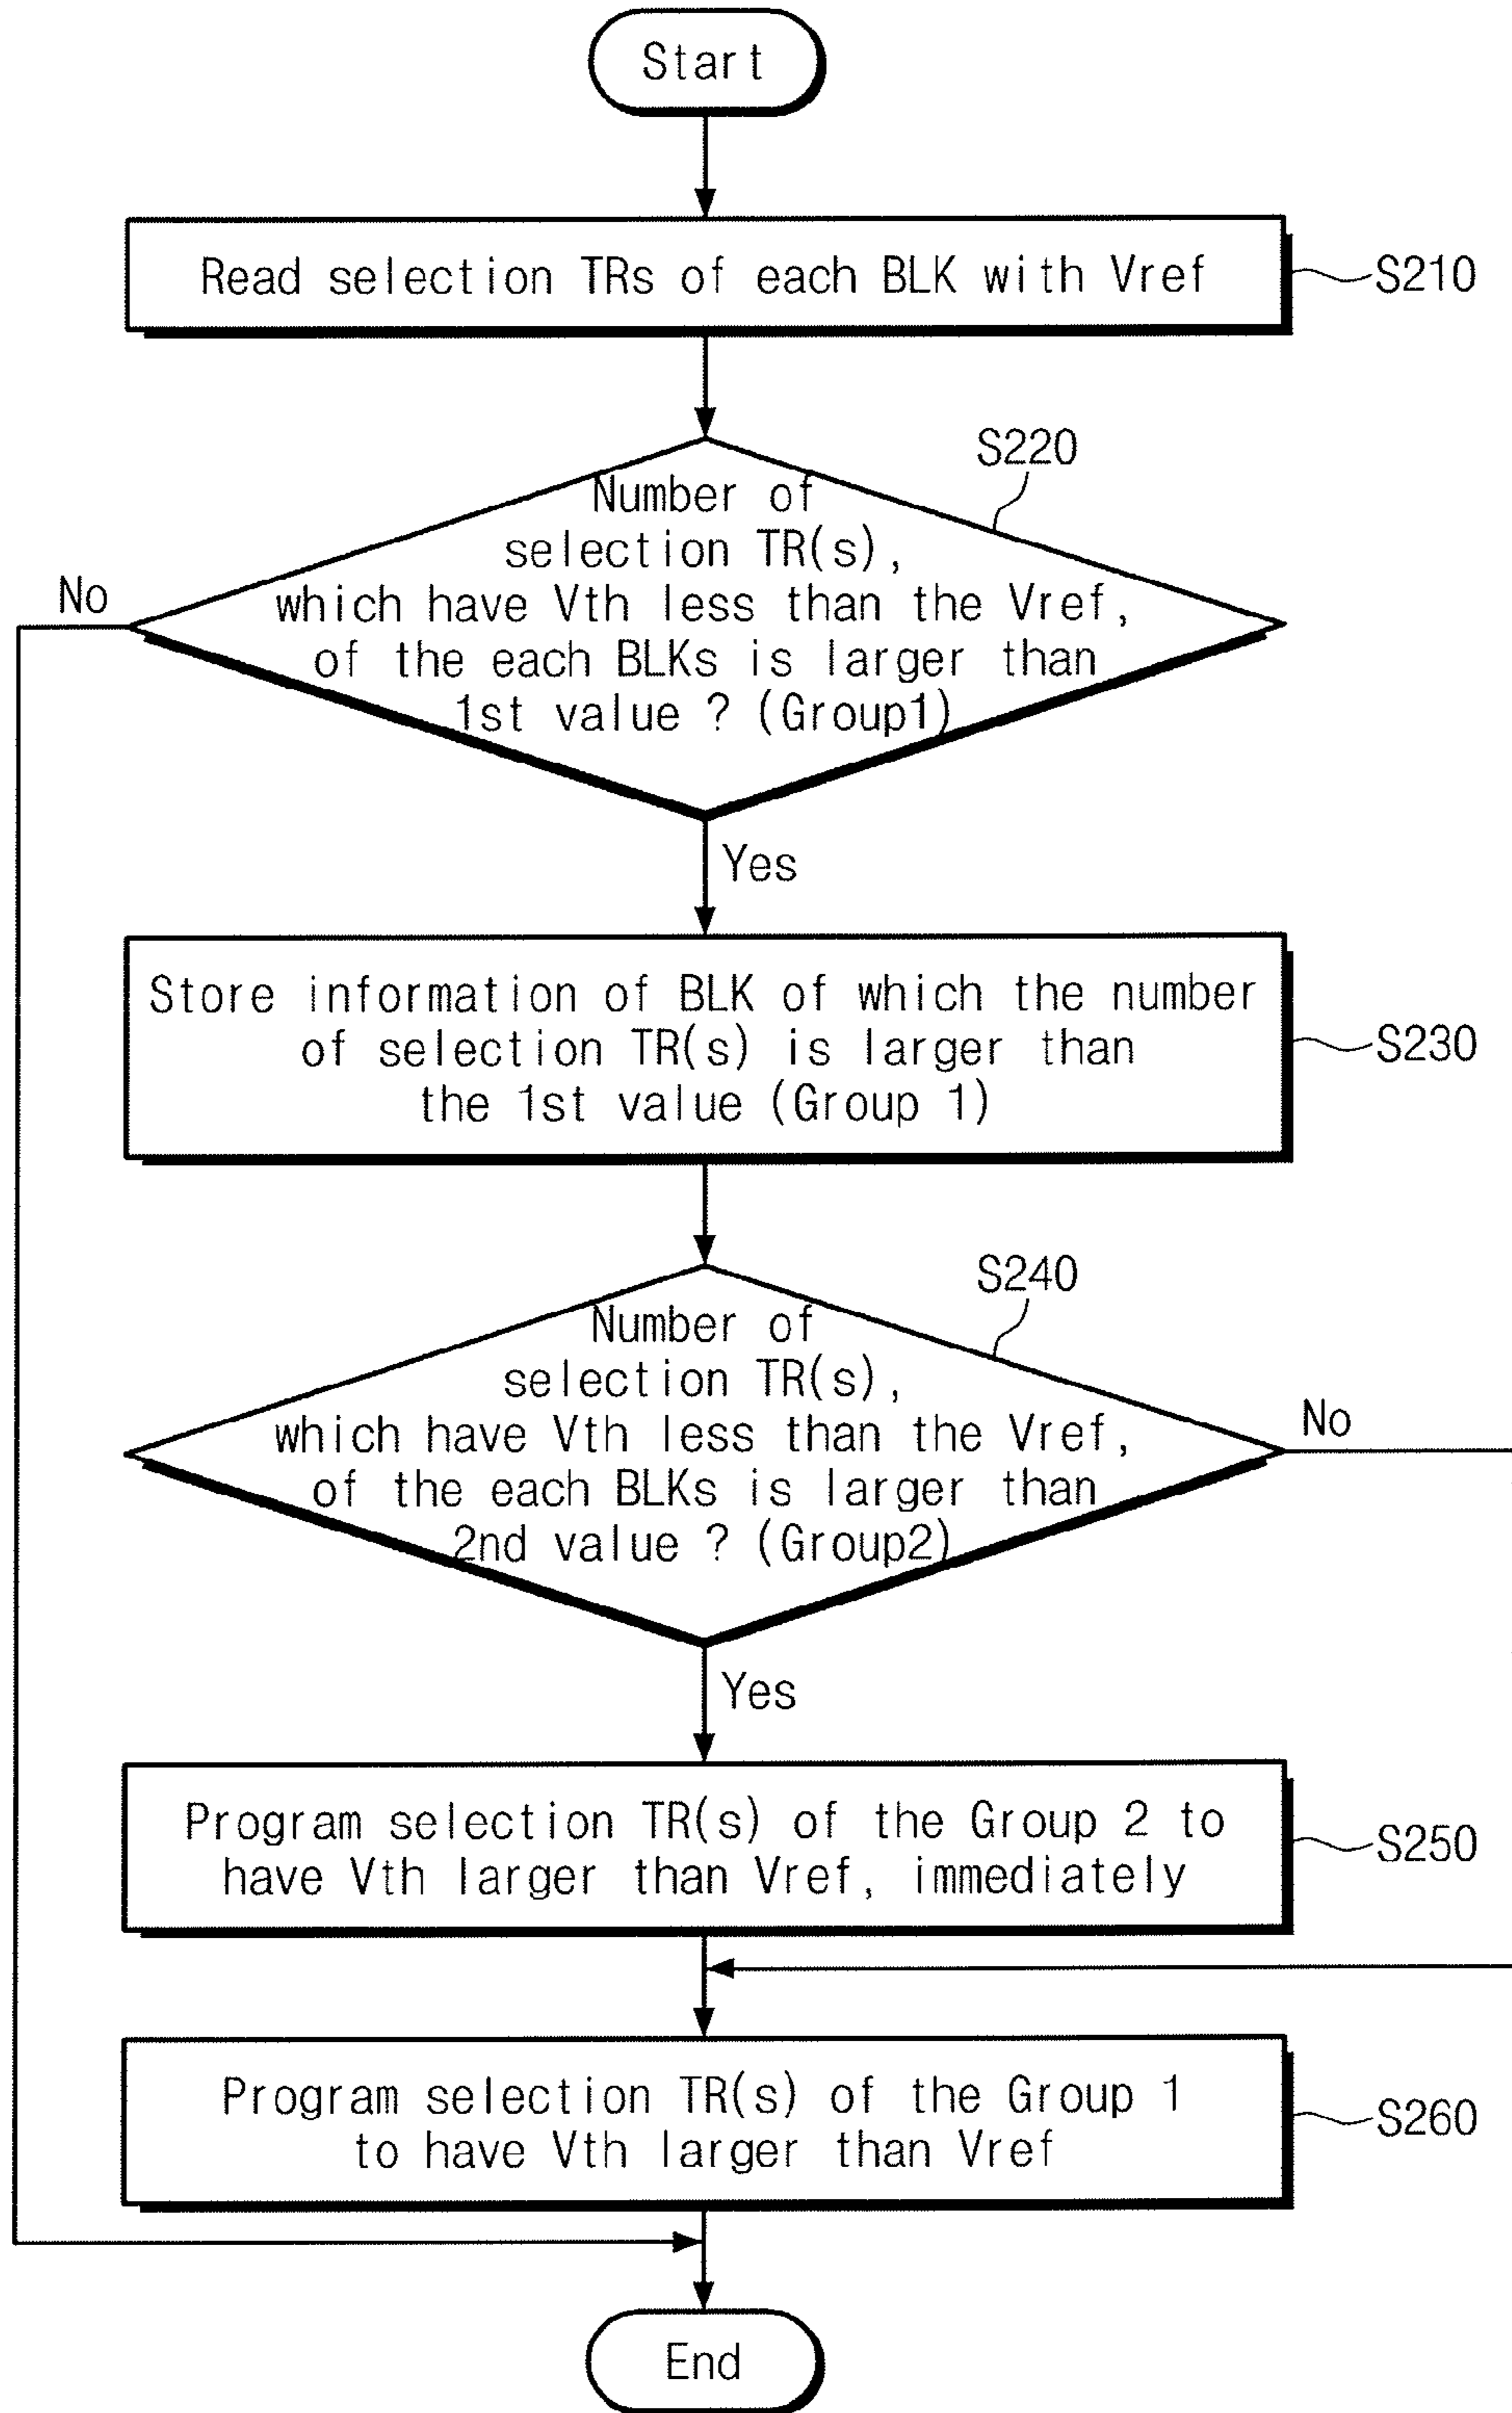 Start
Read selection TRs of each BLK with Vref
S210
S220
Number of
selection TR(s),
which have Vth less than the Vref,
of the each BLKs is larger than
1st value ? (Group1)
No
Yes
Store information of BLK of which the number
of selection TR(s) is larger than
the 1st value (Group 1)
S230
S240
Number of
selection TR(s),
which have Vth less than the Vref,
of the each BLKs is larger than
2nd value ? (Group2)
No
Yes
Program selection TR(s) of the Group 2 to
have Vth larger than Vref, immediately
S250
Program selection TR(s) of the Group 1
to have Vth larger than Vref
S260
End